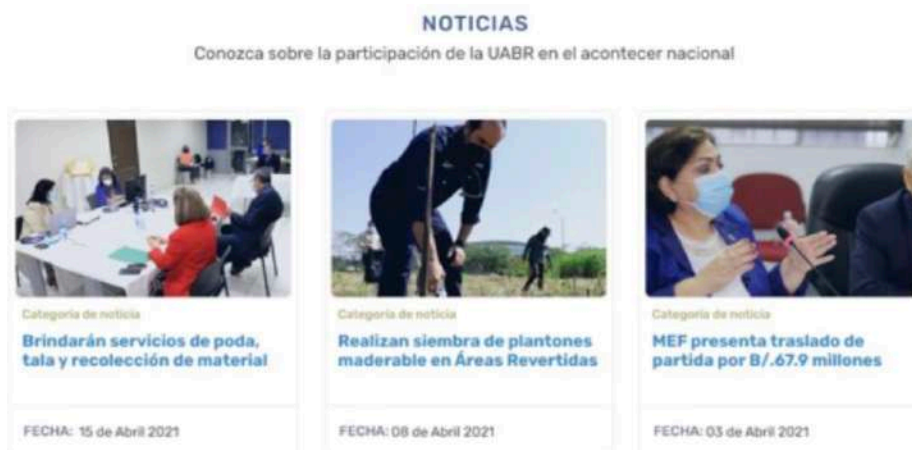 NOTICIAS
Conozca sobre la participación de la UABR en el acontecer nacional
Categoría de noticia
Brindarán servicios de poda,
tala y recolección de material
FECHA: 15 de Abril 2021
Categoría de noticia
Realizan siembra de plantones
maderable en Áreas Revertidas
FECHA: 08 de Abril 2021
Categoría de noticia
MEF presenta traslado de
partida por B/.67.9 millones
FECHA: 03 de Abril 2021